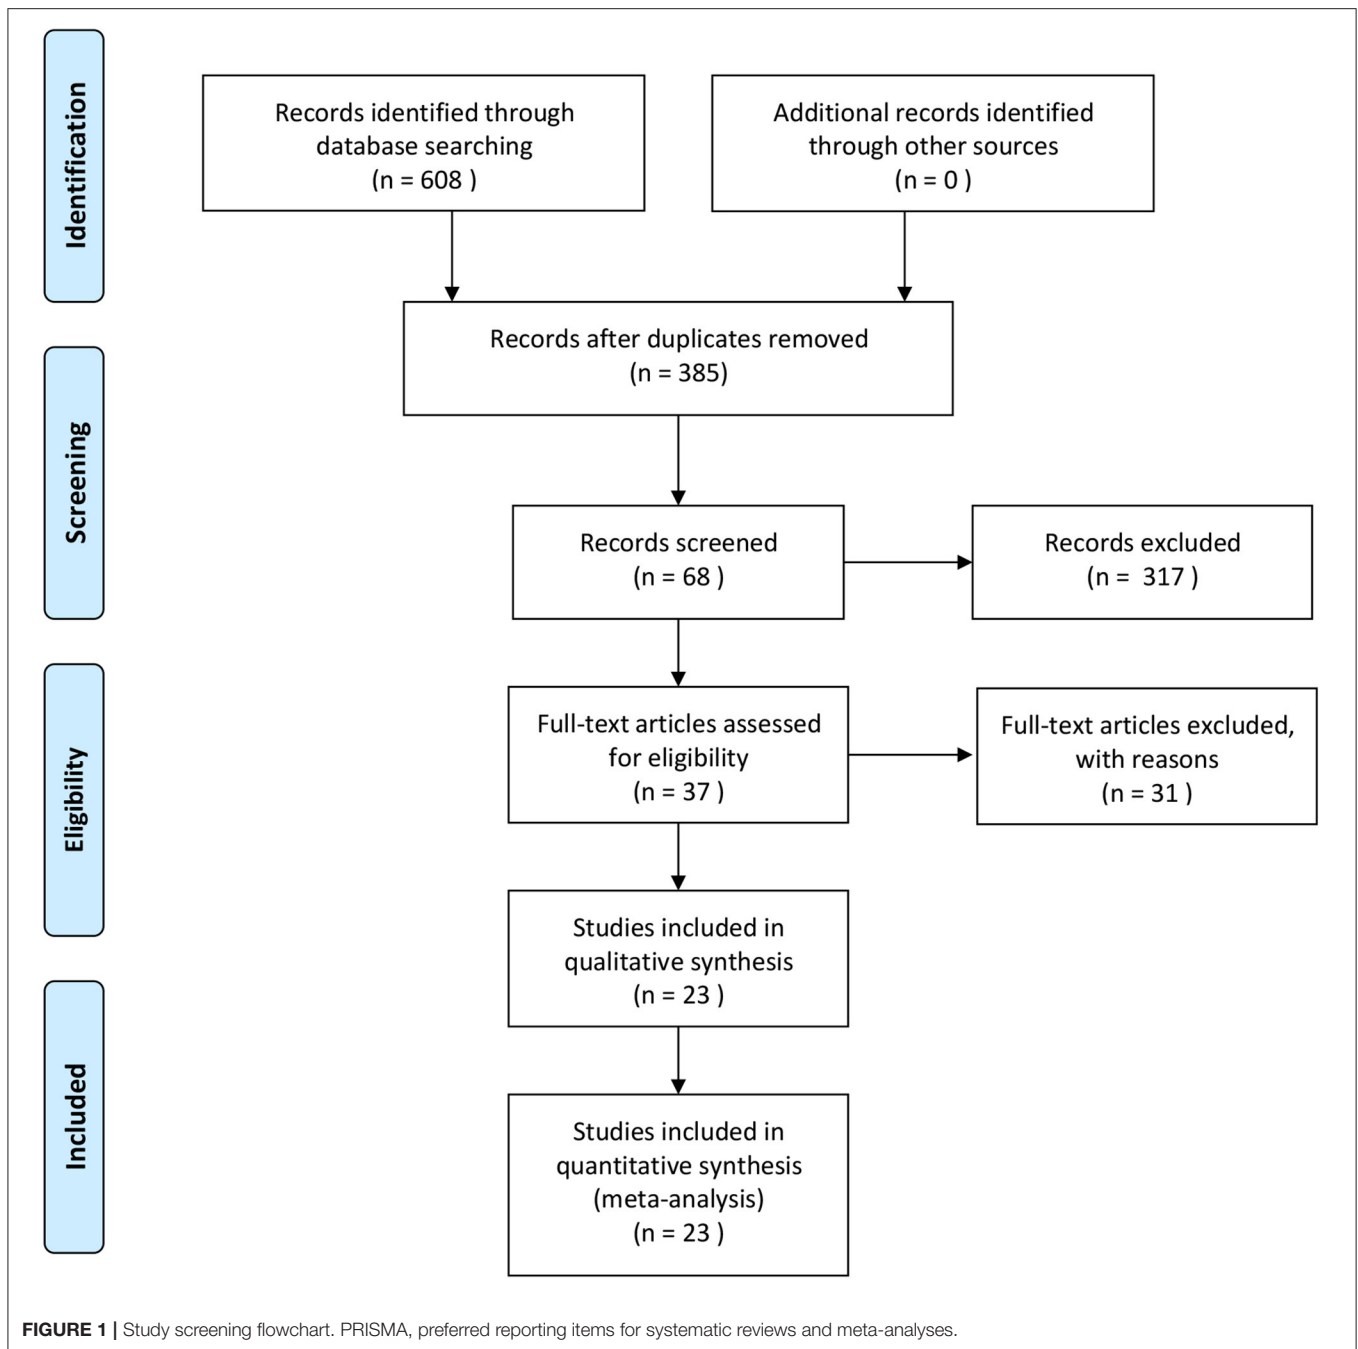 Identification
Records identified through
database searching
(n = 608 )
Additional records identified
through other sources
(n = 0 )
Records after duplicates removed
(n = 385)
Screening
Records screened
(n = 68 )
Records excluded
(n =  317 )
Eligibility
Full-text articles assessed
for eligibility
(n = 37 )
Full-text articles excluded,
with reasons
(n = 31 )
Studies included in
qualitative synthesis
(n = 23 )
Included
Studies included in
quantitative synthesis
(meta-analysis)
(n = 23 )
FIGURE 1 | Study screening flowchart. PRISMA, preferred reporting items for systematic reviews and meta-analyses.